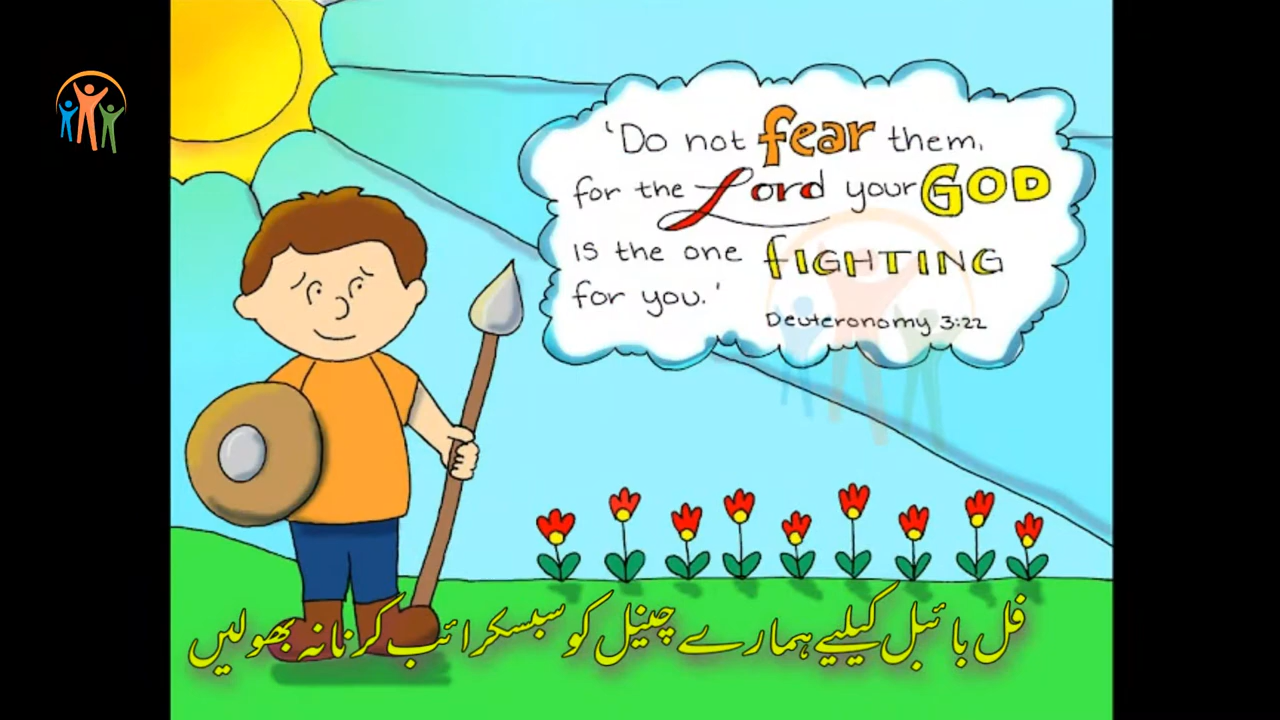 'Do not fear them,
for the Lord your GOD
is the one FIGHTING
for you.'
Deuteronomy 3:22
فل بائبل کیلیے ہمارے چینل کو سبسکرائب کرنا نہ بھولیں